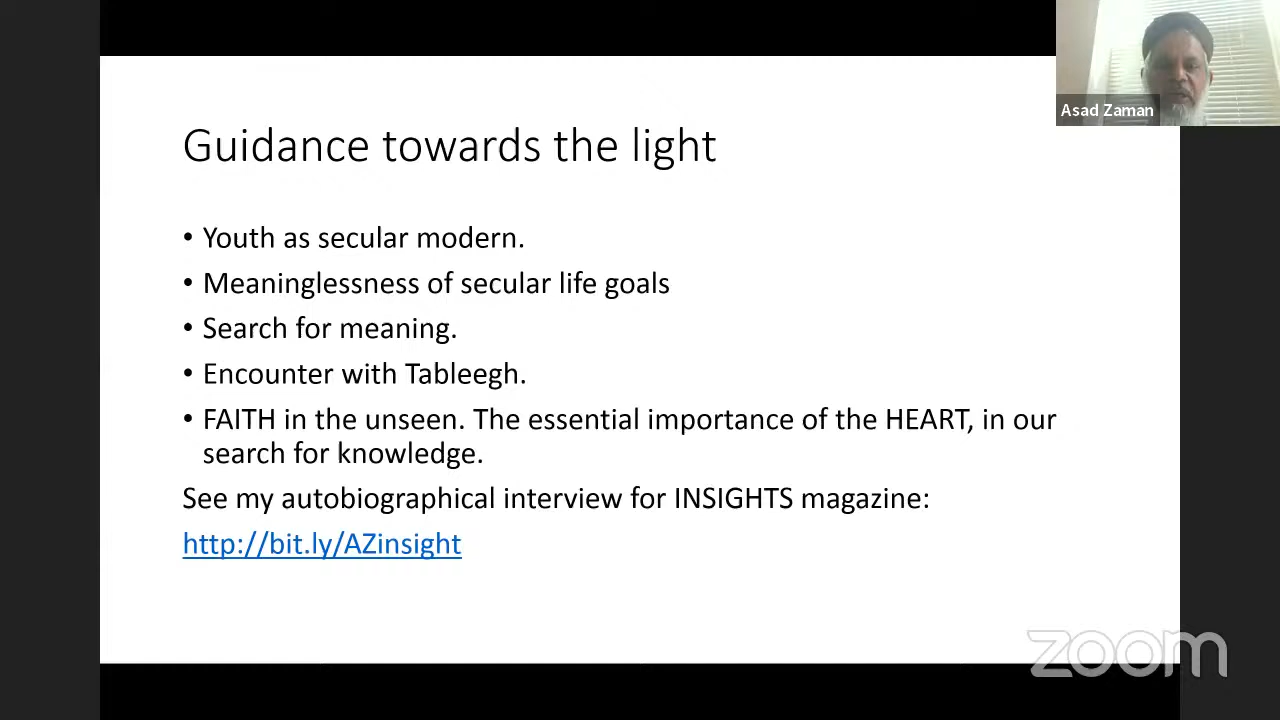 Asad Zaman
Guidance towards the light
• Youth as secular modern.
• Meaninglessness of secular life goals
• Search for meaning.
• Encounter with Tableegh.
• FAITH in the unseen. The essential importance of the HEART, in our
search for knowledge.
See my autobiographical interview for INSIGHTS magazine:
http://bit.ly/AZinsight
zoom